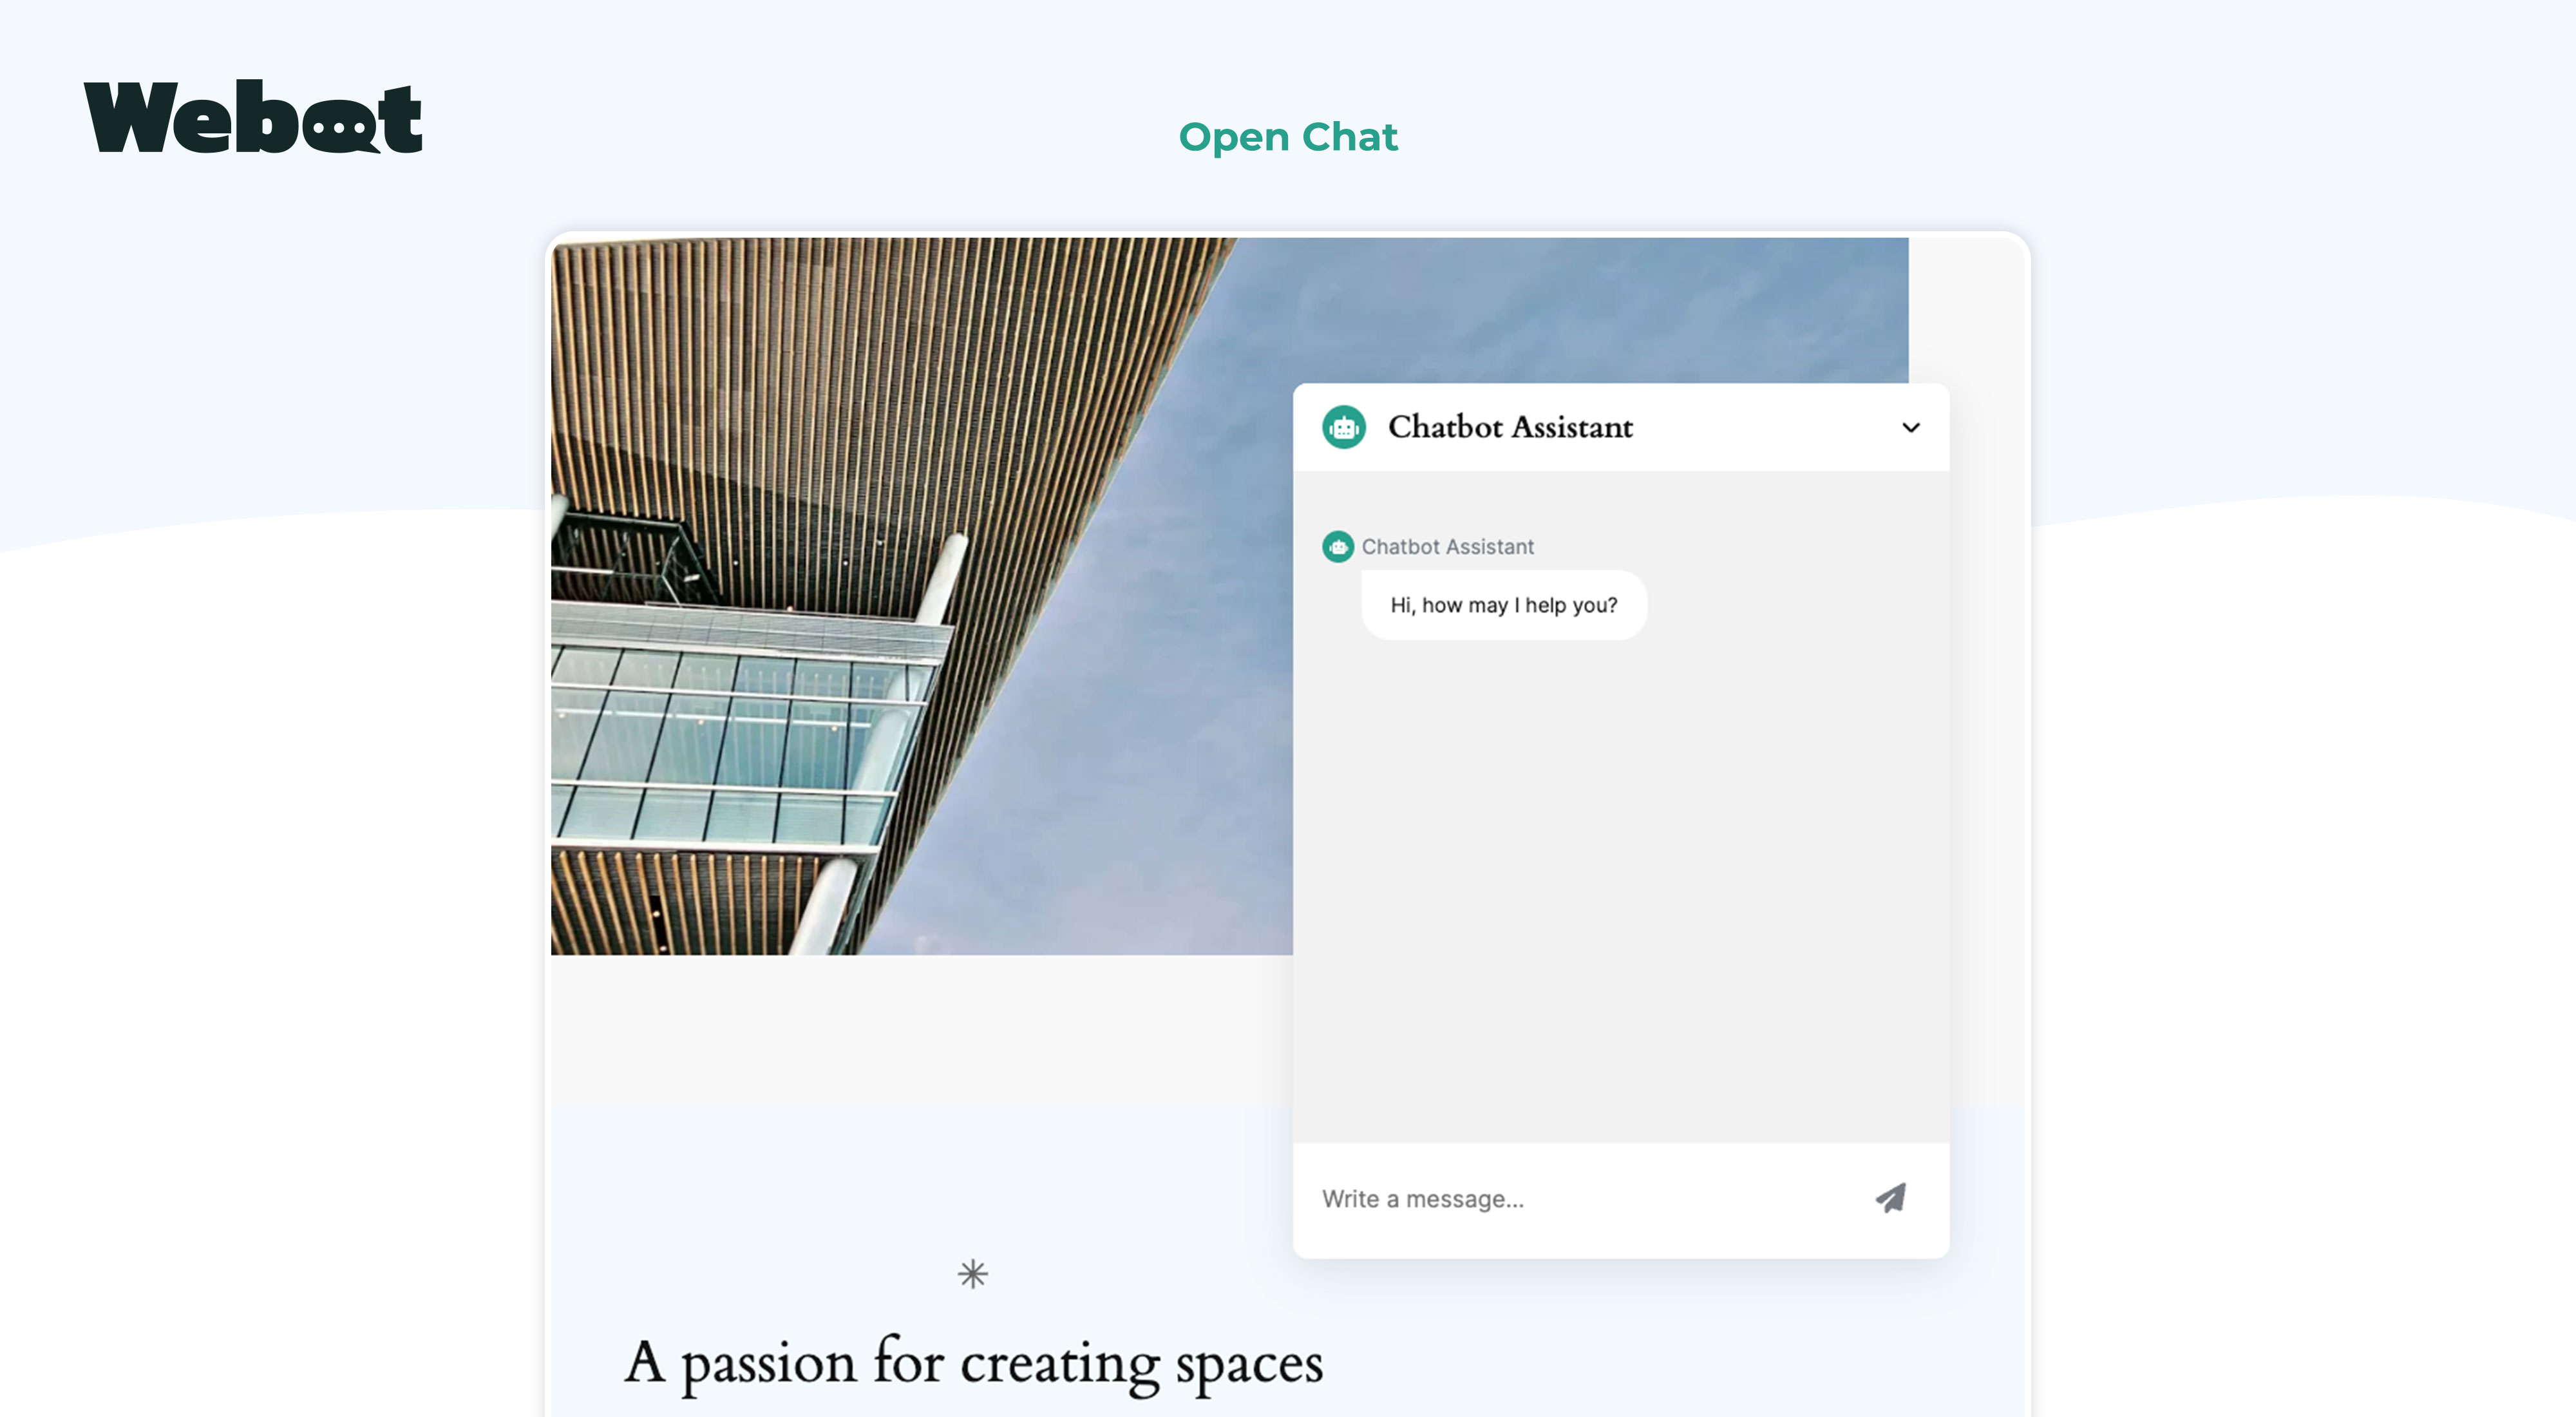 Webot
Open Chat
Chatbot Assistant
Chatbot Assistant
Hi, how may I help you?
Write a message...
A passion for creating spaces